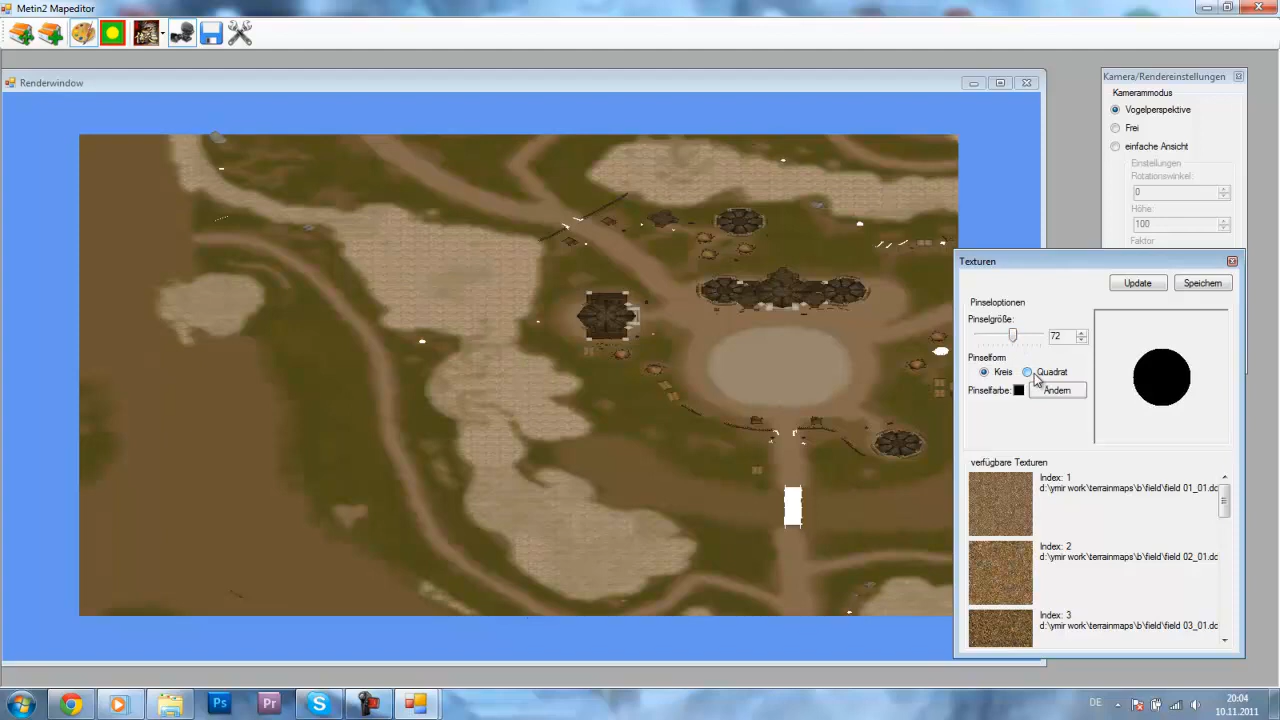 Metin2 Mapeditor
Renderwindow
Kamera/Rendereinstellungen
Kameramodus
Vogelperspektive
Frei
einfache Ansicht
Einstellungen
Rotationswinkel:
0
Höhe:
100
Faktor
Texturen
Update
Speichern
Pinseloptionen
Pinselgröße:
72
Pinselform
Kreis
Quadrat
Pinselfarbe:
Ändern
verfügbare Texturen
Index: 1
d:\ymir work\terrainmaps\b\field\field 01_01.dc
Index: 2
d:\ymir work\terrainmaps\b\field\field 02_01.dc
Index: 3
d:\ymir work\terrainmaps\b\field\field 03_01.dc
Ps
Pr
S
DE
20:04
10.11.2011